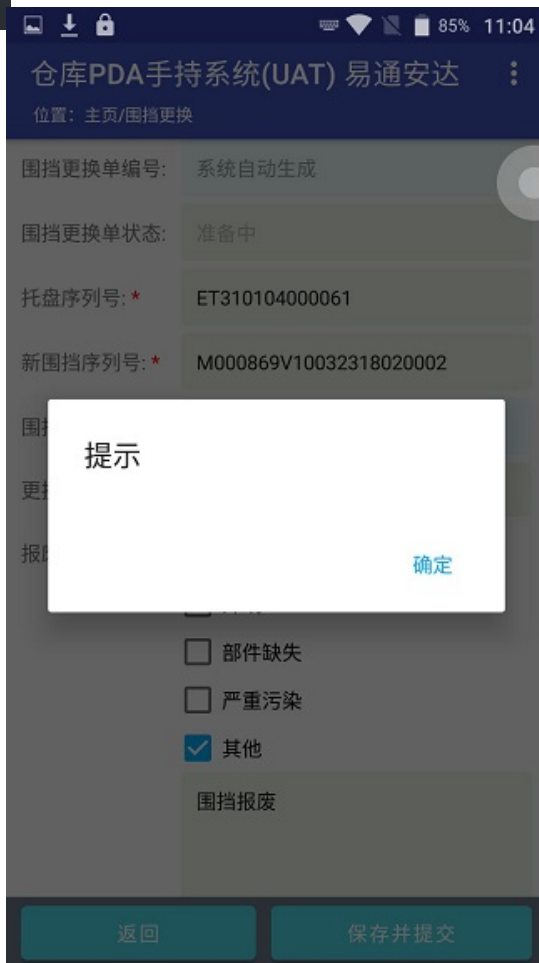 85% 11:04
仓库PDA手持系统(UAT) 易通安达
位置：主页/围挡更换
围挡更换单编号: 系统自动生成
围挡更换单状态: 准备中
托盘序列号: * ET310104000061
新围挡序列号: * M000869V10032318020002
围
更
报
提示
确定
部件缺失
严重污染
其他
围挡报废
返回 保存并提交